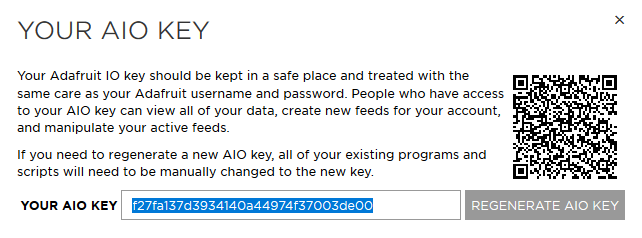 YOUR AIO KEY
×
Your Adafruit IO key should be kept in a safe place and treated with the
same care as your Adafruit username and password. People who have access
to your AIO key can view all of your data, create new feeds for your account,
and manipulate your active feeds.
If you need to regenerate a new AIO key, all of your existing programs and
scripts will need to be manually changed to the new key.
YOUR AIO KEY f27fa137d3934140a44974f37003de00 REGENERATE AIO KEY